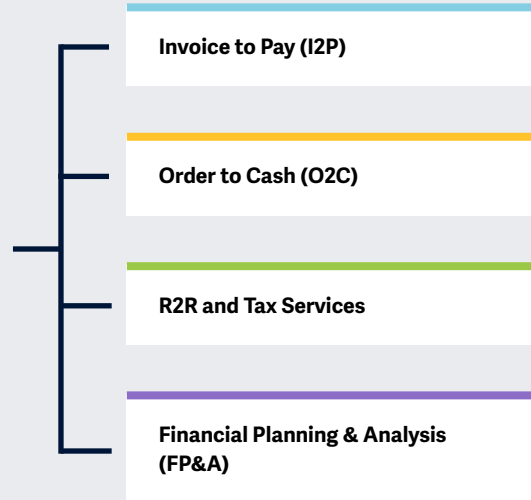 Invoice to Pay (I2P)
Order to Cash (O2C)
R2R and Tax Services
Financial Planning & Analysis
(FP&A)